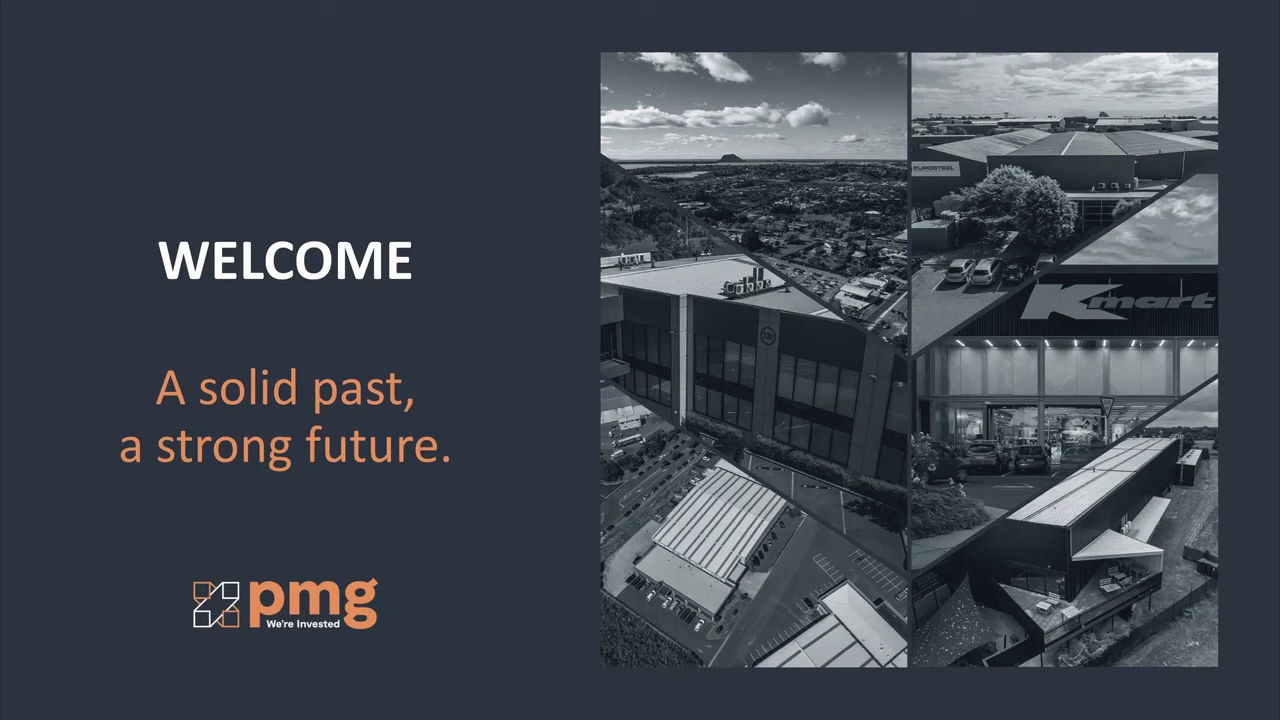 WELCOME
A solid past,
a strong future.
pmg
We're Invested
EUROSTEEL
Kmart